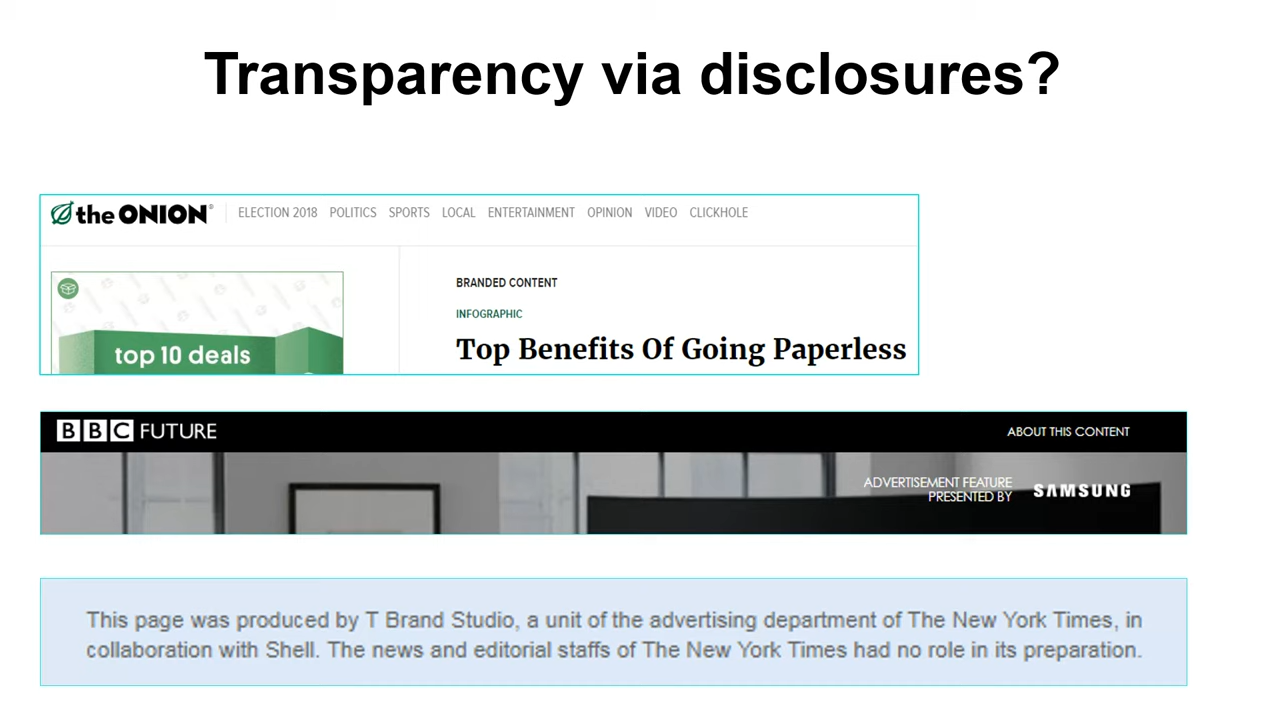 Transparency via disclosures?
the ONION®
ELECTION 2018 POLITICS SPORTS LOCAL ENTERTAINMENT OPINION VIDEO CLICKHOLE
top 10 deals
BRANDED CONTENT
INFOGRAPHIC
Top Benefits Of Going Paperless
BBC FUTURE
ABOUT THIS CONTENT
ADVERTISEMENT FEATURE
PRESENTED BY
SAMSUNG
This page was produced by T Brand Studio, a unit of the advertising department of The New York Times, in
collaboration with Shell. The news and editorial staffs of The New York Times had no role in its preparation.